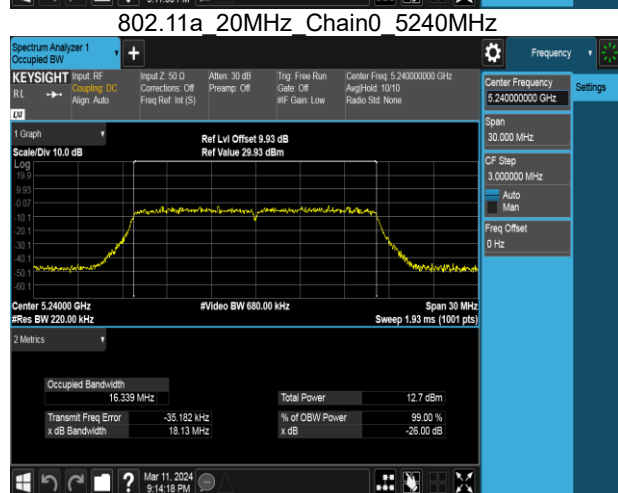 802.11a_20MHz_Chain0_5240MHz
Spectrum Analyzer 1
Occupied BW
Frequency
KEYSIGHT
RL
Input: RF
Coupling: DC
Align: Auto
Input Z: 50 Ω
Corrections: Off
Freq Ref: Int (S)
Atten: 30 dB
Preamp: Off
Trig: Free Run
Gate: Off
#IF Gain: Low
Center Freq: 5.240000000 GHz
Avg|Hold: 10/10
Radio Std: None
LXI
Center Frequency
5.240000000 GHz
Settings
Span
30.000 MHz
CF Step
3.000000 MHz
Auto
Man
Freq Offset
0 Hz
1 Graph
Scale/Div 10.0 dB
Ref Lvl Offset 9.93 dB
Ref Value 29.93 dBm
Log
19.9
9.93
-0.07
-10.1
-20.1
-30.1
-40.1
-50.1
-60.1
Center 5.24000 GHz
#Res BW 220.00 kHz
#Video BW 680.00 kHz
Span 30 MHz
Sweep 1.93 ms (1001 pts)
2 Metrics
Occupied Bandwidth
16.339 MHz
Total Power 12.7 dBm
Transmit Freq Error -35.182 kHz
% of OBW Power 99.00 %
x dB Bandwidth 18.13 MHz
x dB -26.00 dB
?
Mar 11, 2024
9:14:18 PM